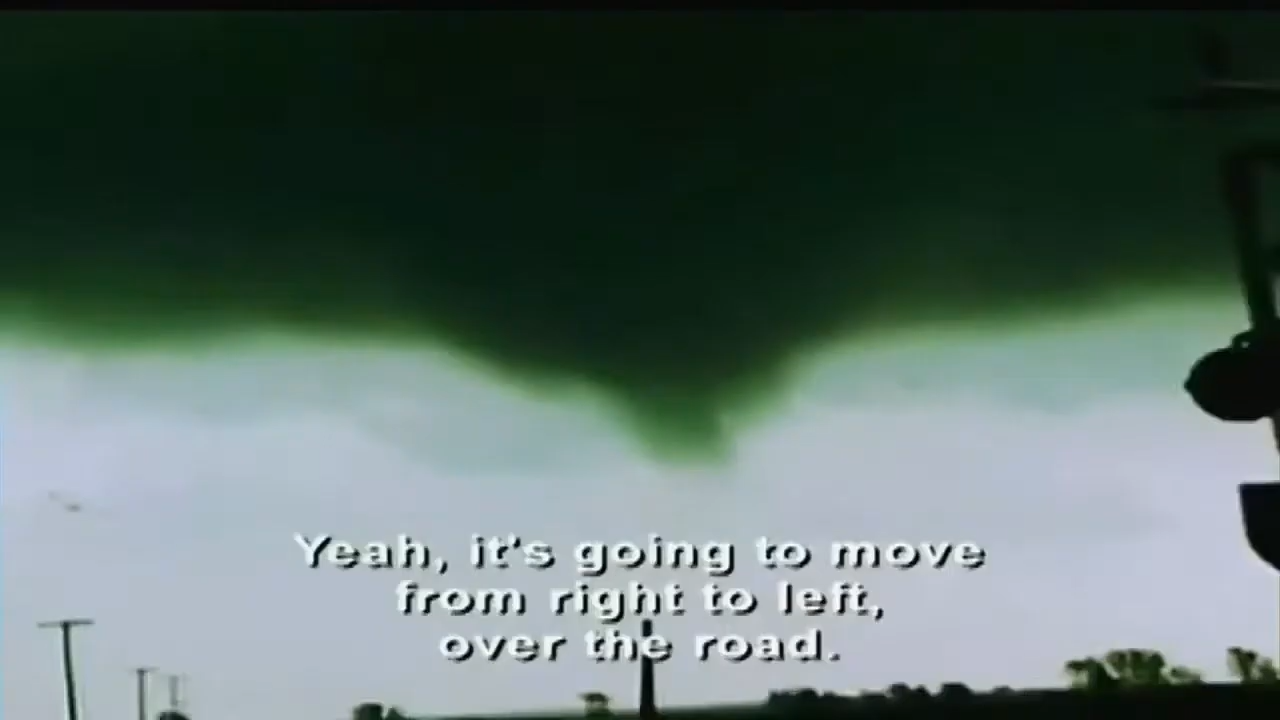 Yeah, it's going to move
from right to left,
over the road.